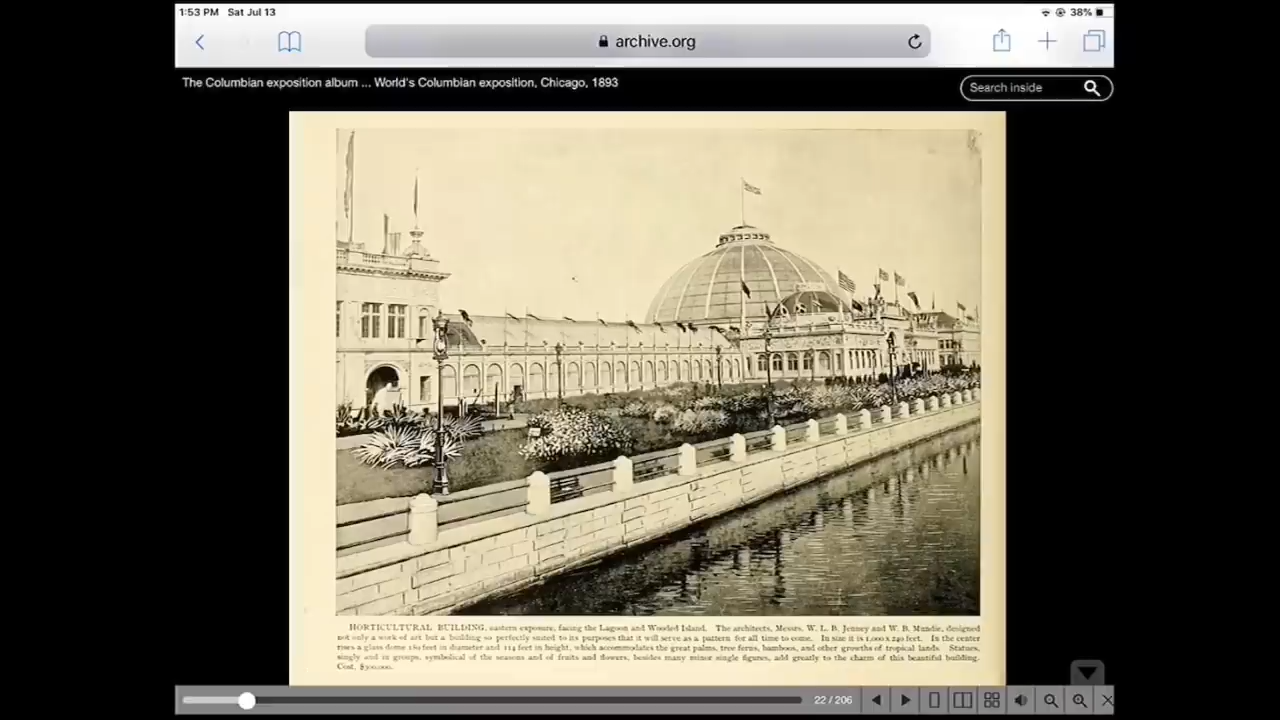 1:53 PM Sat Jul 13
38%
archive.org
The Columbian exposition album ... World's Columbian exposition, Chicago, 1893
Search inside
HORTICULTURAL BUILDING, eastern exposure, facing the Lagoon and Wooded Island. The architects, Messrs. W. L. B. Jenney and W. B. Mundie, designed
not only a work of art but a building so perfectly suited to its purposes that it will serve as a pattern for all time to come. In size it is 1,000 x 240 feet. In the center
rises a glass dome 180 feet in diameter and 114 feet in height, which accommodates the great palms, tree ferns, bamboos, and other growths of tropical lands. Statues,
singly and in groups, symbolical of the seasons and of fruits and flowers, besides many minor single figures, add greatly to the charm of this beautiful building.
Cost, $300,000.
22 / 206